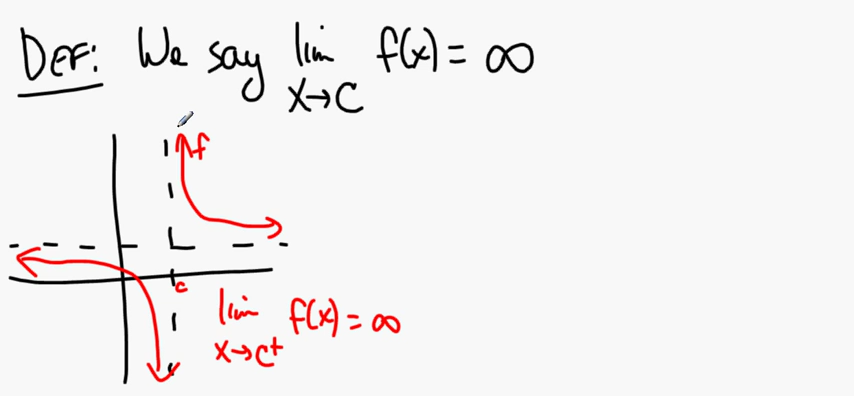 DEF: We say lim f(x) = ∞
x→c
f
c
lim f(x) = ∞
x→c⁺